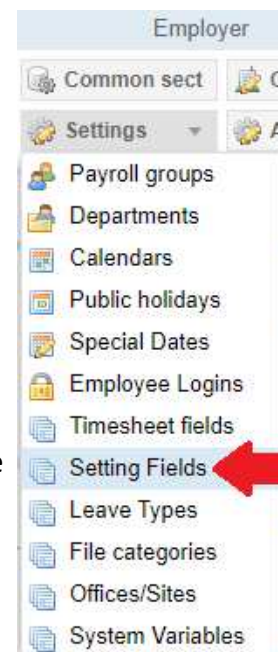 Employer
Common sect
Settings
Payroll groups
Departments
Calendars
Public holidays
Special Dates
Employee Logins
Timesheet fields
Setting Fields
Leave Types
File categories
Offices/Sites
System Variables